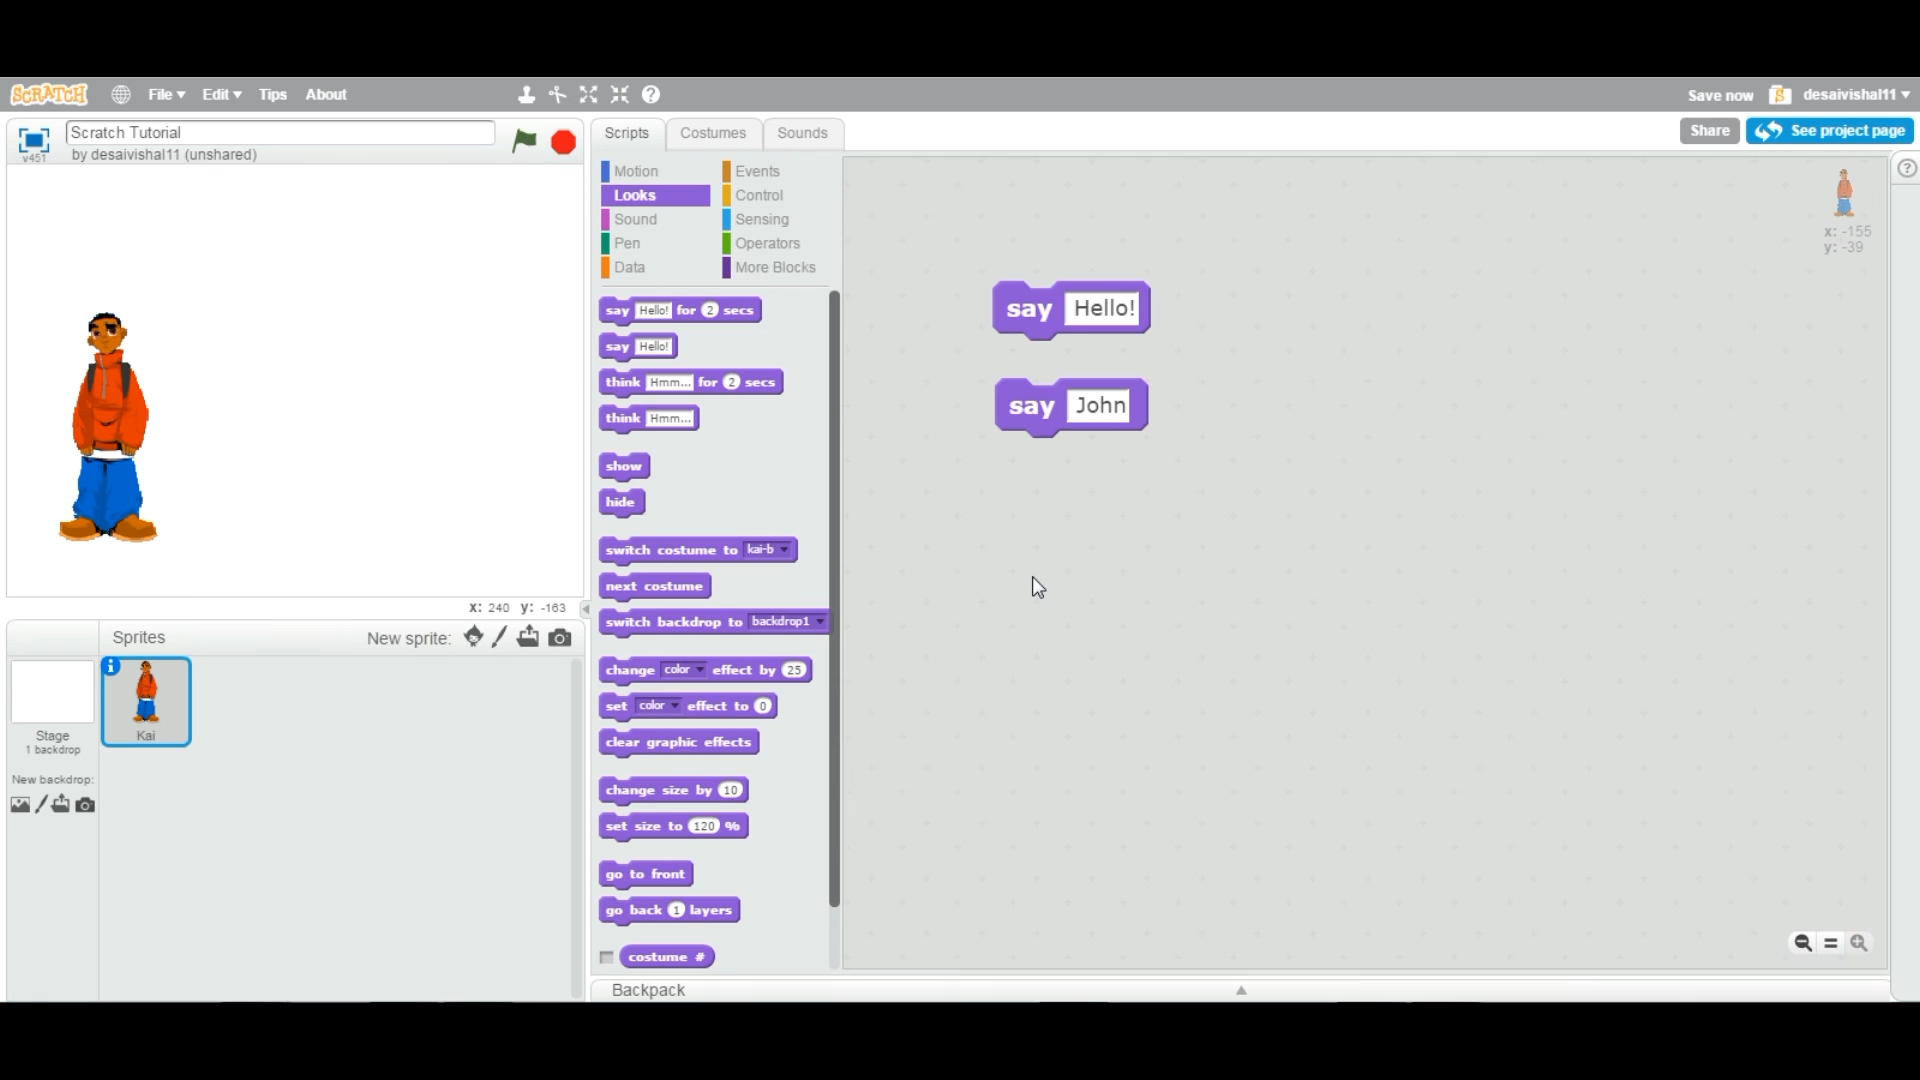 SCRATCH File Edit Tips About Save now desaivishal11
v451 Scratch Tutorial
by desaivishal11 (unshared)
Scripts Costumes Sounds
Share See project page
Motion Events
Looks Control
Sound Sensing
Pen Operators
Data More Blocks
say Hello! for 2 secs
say Hello!
think Hmm... for 2 secs
think Hmm...
show
hide
switch costume to kai-b
next costume
switch backdrop to backdrop1
change color effect by 25
set color effect to 0
clear graphic effects
change size by 10
set size to 120 %
go to front
go back 1 layers
costume #
say Hello!
say John
x: -155
y: -39
x: 240 y: -163
Sprites New sprite:
Kai
Stage
1 backdrop
New backdrop:
Backpack